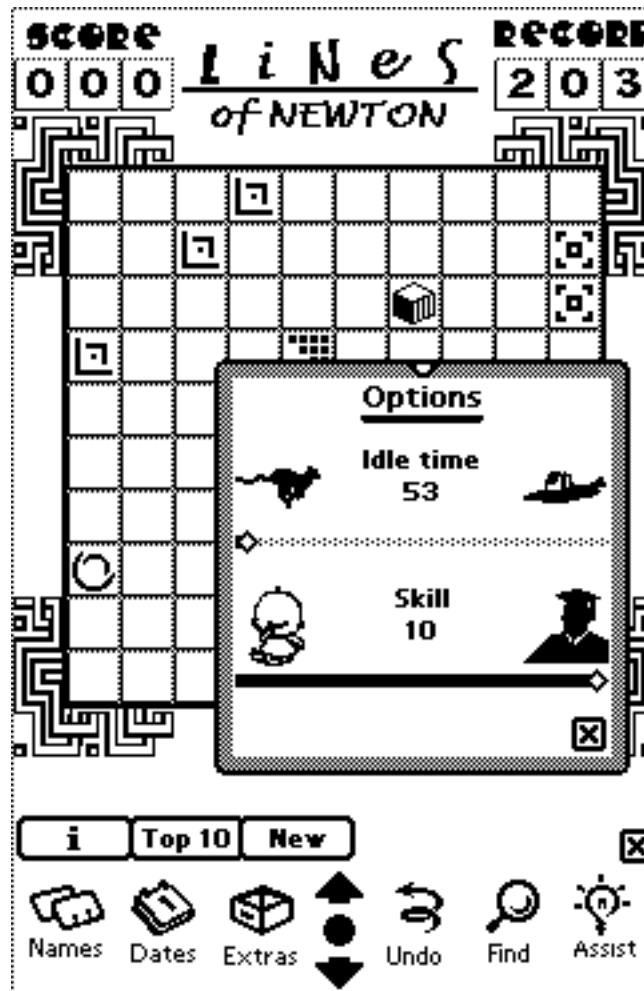 SCORE
RECORD
000
LiNeS
203
of NEWTON
Options
Idle time
53
Skill
10
i
Top 10
New
Names
Dates
Extras
Undo
Find
Assist